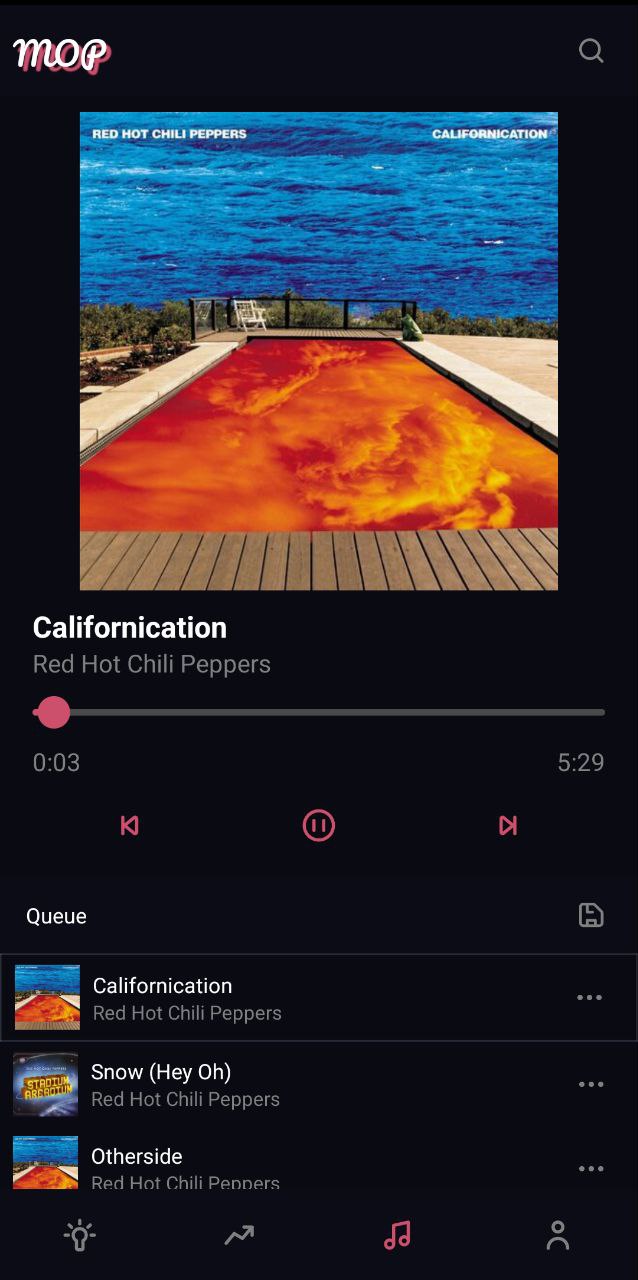 mop
RED HOT CHILI PEPPERS
CALIFORNICATION
Californication
Red Hot Chili Peppers
0:03
5:29
Queue
Californication
Red Hot Chili Peppers
STADIUM
ARCADIUM
Snow (Hey Oh)
Red Hot Chili Peppers
Otherside
Red Hot Chili Peppers